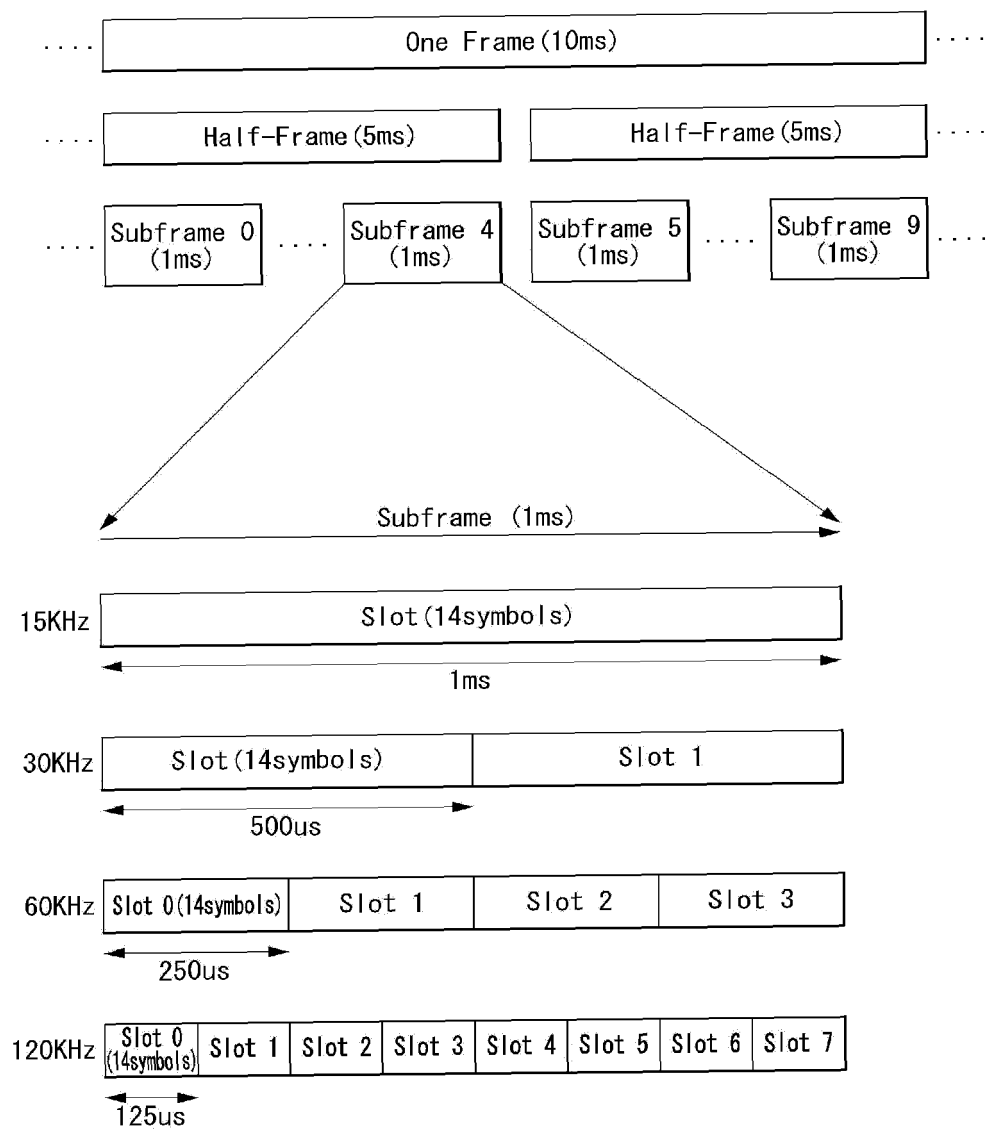 One Frame(10ms)
Half-Frame(5ms) Half-Frame(5ms)
Subframe 0 (1ms)
Subframe 4 (1ms)
Subframe 5 (1ms)
Subframe 9 (1ms)
Subframe (1ms)
15KHz Slot(14symbols)
1ms
30KHz Slot(14symbols) Slot 1
500us
60KHz Slot 0(14symbols) Slot 1 Slot 2 Slot 3
250us
120KHz Slot 0 (14symbols) Slot 1 Slot 2 Slot 3 Slot 4 Slot 5 Slot 6 Slot 7
125us